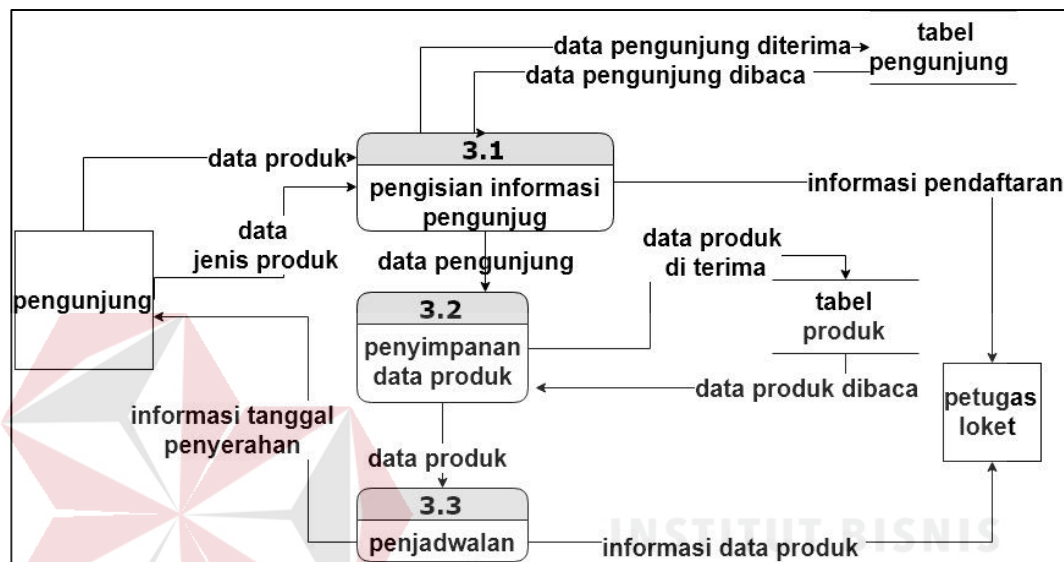 data pengunjung diterima
data pengunjung dibaca
tabel
pengunjung
data produk
3.1
pengisian informasi
pengunjug
informasi pendaftaran
data
jenis produk
pengunjung
data pengunjung
data produk
di terima
3.2
penyimpanan
data produk
tabel
produk
data produk dibaca
petugas
loket
informasi tanggal
penyerahan
data produk
3.3
penjadwalan
informasi data produk
INSTITUT BISNIS